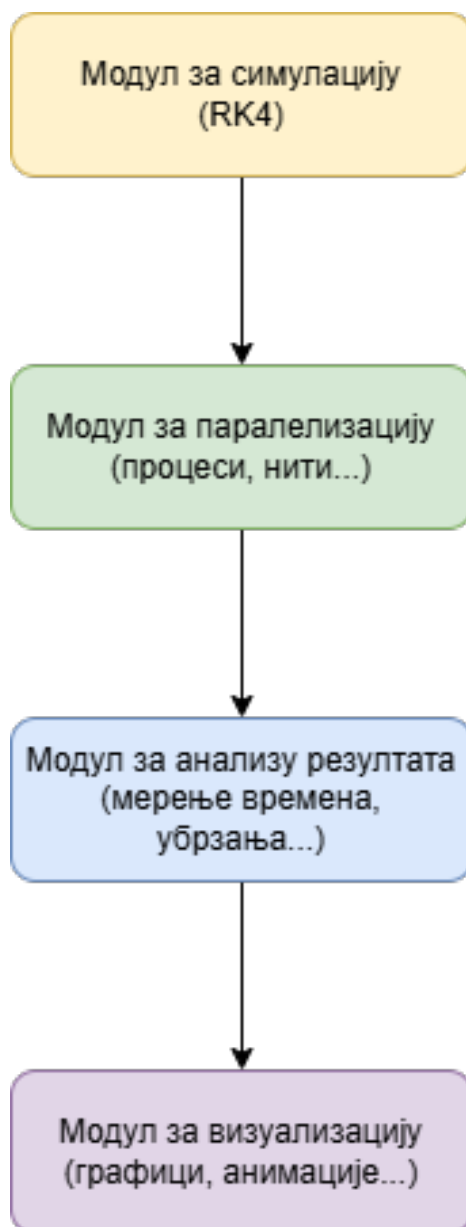 Модул за симулацију
(RK4)
Модул за паралелизацију
(процеси, нити...)
Модул за анализу резултата
(мерење времена,
убрзања...)
Модул за визуализацију
(графици, анимације...)